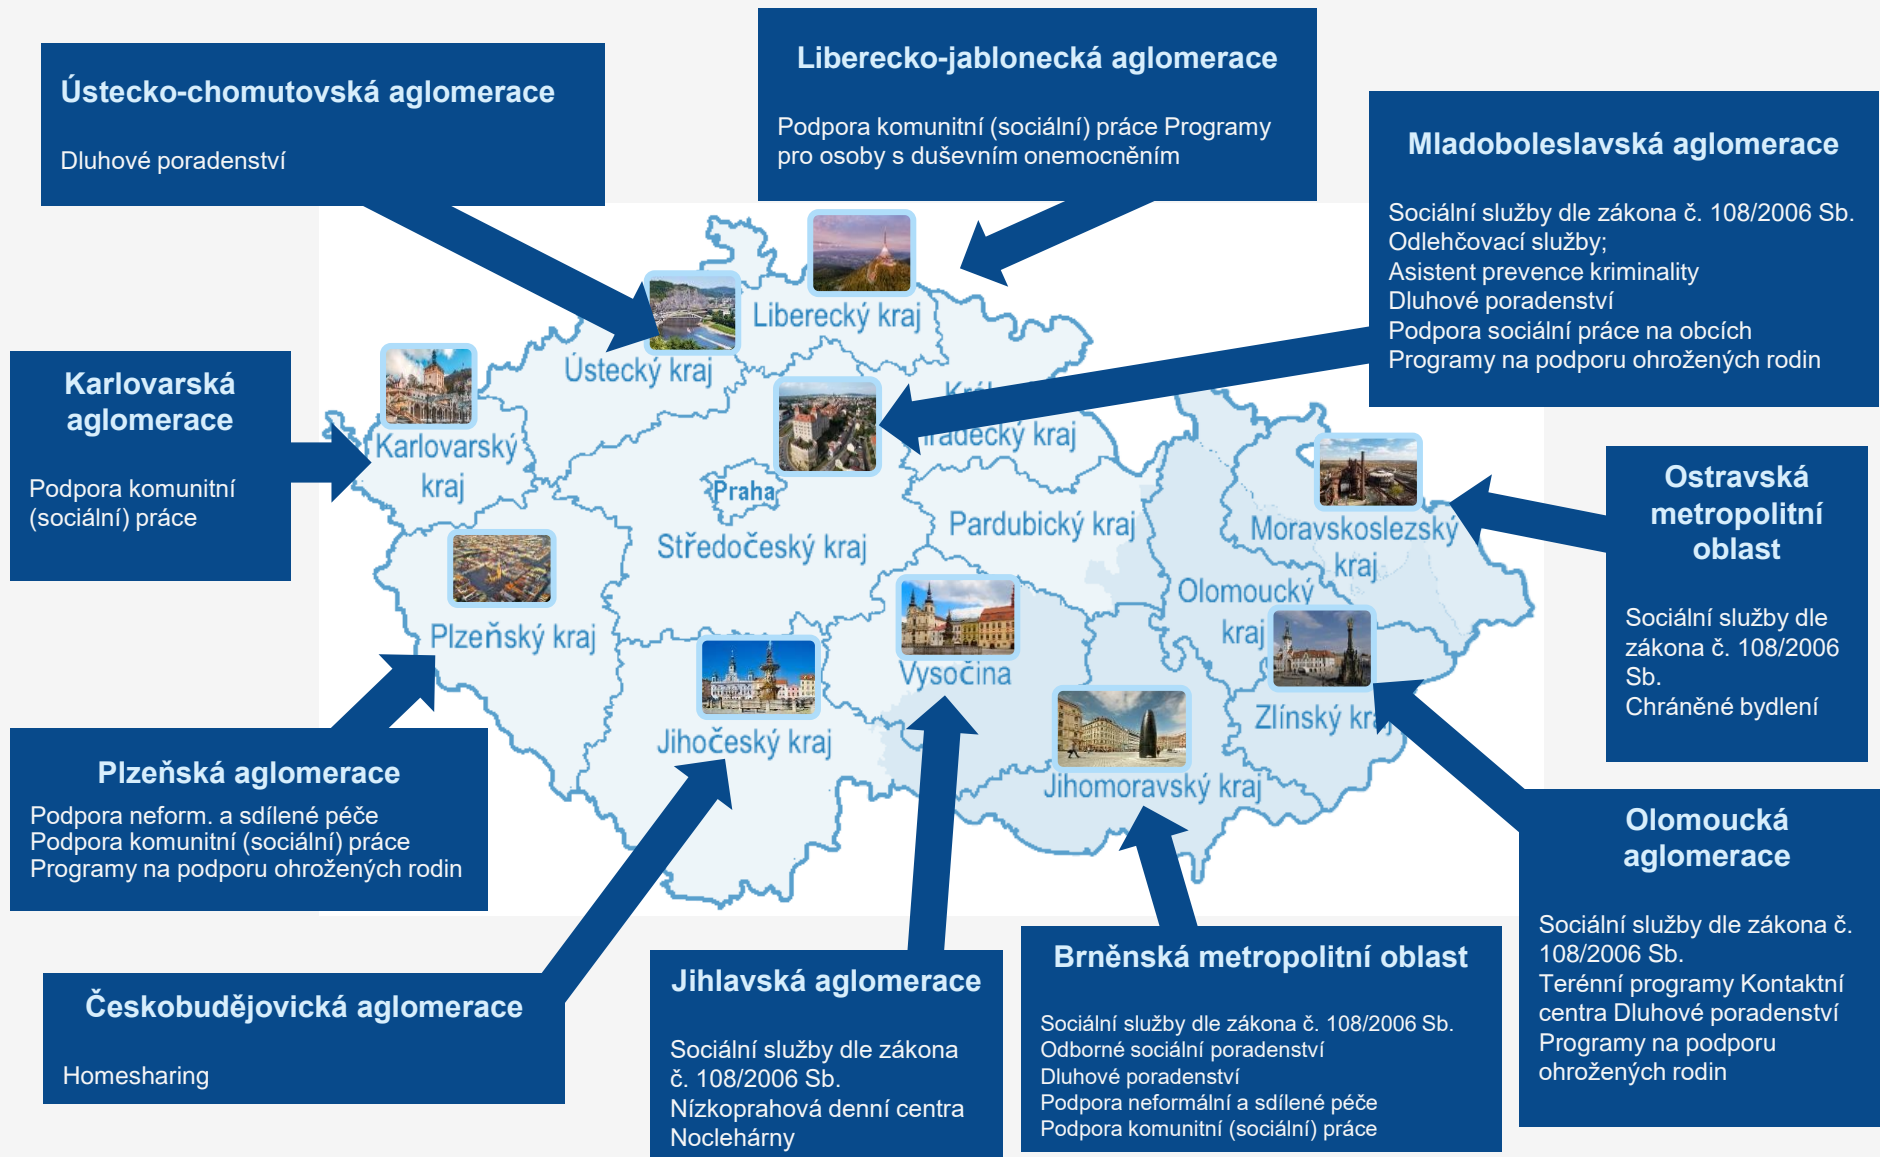 Ústecko-chomutovská aglomerace
Dluhové poradenství
Liberecko-jablonecká aglomerace
Podpora komunitní (sociální) práce Programy
pro osoby s duševním onemocněním
Mladoboleslavská aglomerace
Sociální služby dle zákona č. 108/2006 Sb.
Odlehčovací služby;
Asistent prevence kriminality
Dluhové poradenství
Podpora sociální práce na obcích
Programy na podporu ohrožených rodin
Karlovarská
aglomerace
Podpora komunitní
(sociální) práce
Liberecký kraj
Ústecký kraj
Karlovarský
kraj
Praha
Středočeský kraj
kraj
Pardubický kraj
Moravskoslezský
kraj
Olomoucký
kraj
Plzeňský kraj
Vysočina
Jihočeský kraj
Zlínský
Jihomoravský kraj
Ostravská
metropolitní
oblast
Sociální služby dle
zákona č. 108/2006
Sb.
Chráněné bydlení
Plzeňská aglomerace
Podpora neform. a sdílené péče
Podpora komunitní (sociální) práce
Programy na podporu ohrožených rodin
Olomoucká
aglomerace
Sociální služby dle zákona č.
108/2006 Sb.
Terénní programy Kontaktní
centra Dluhové poradenství
Programy na podporu
ohrožených rodin
Českobudějovická aglomerace
Homesharing
Jihlavská aglomerace
Sociální služby dle zákona
č. 108/2006 Sb.
Nízkoprahová denní centra
Noclehárny
Brněnská metropolitní oblast
Sociální služby dle zákona č. 108/2006 Sb.
Odborné sociální poradenství
Dluhové poradenství
Podpora neformální a sdílené péče
Podpora komunitní (sociální) práce